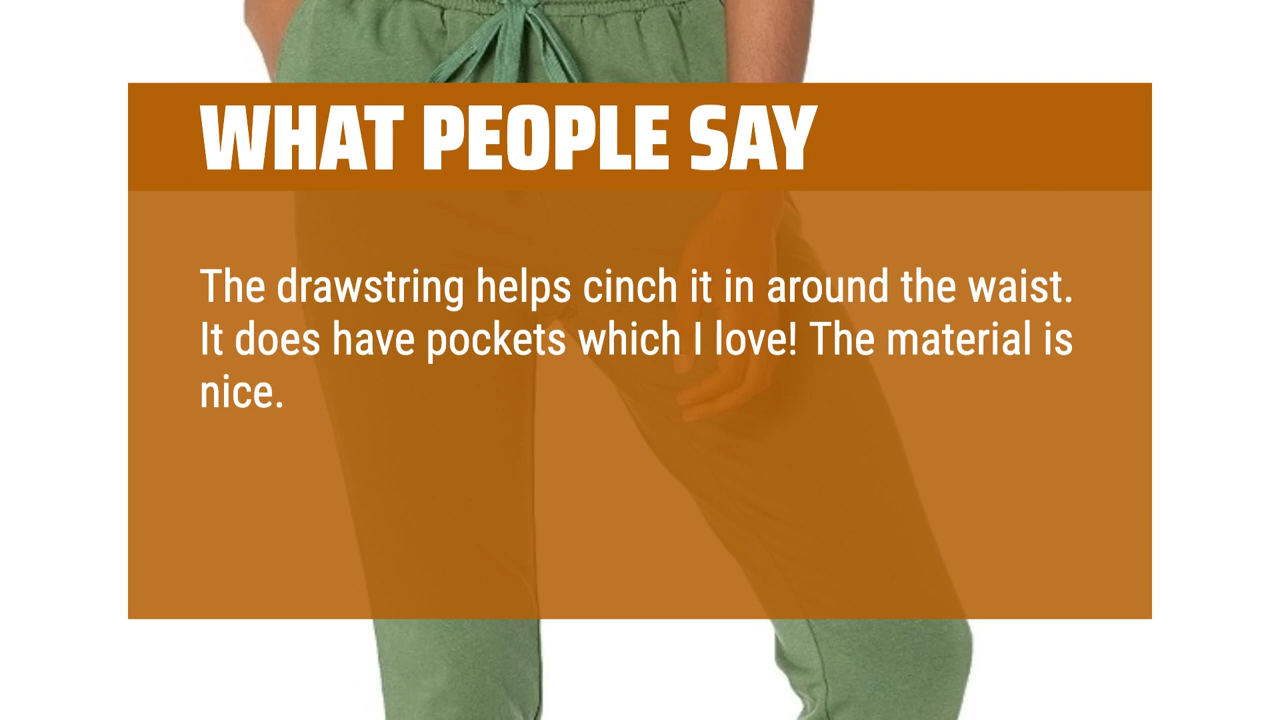 WHAT PEOPLE SAY
The drawstring helps cinch it in around the waist.
It does have pockets which I love! The material is
nice.